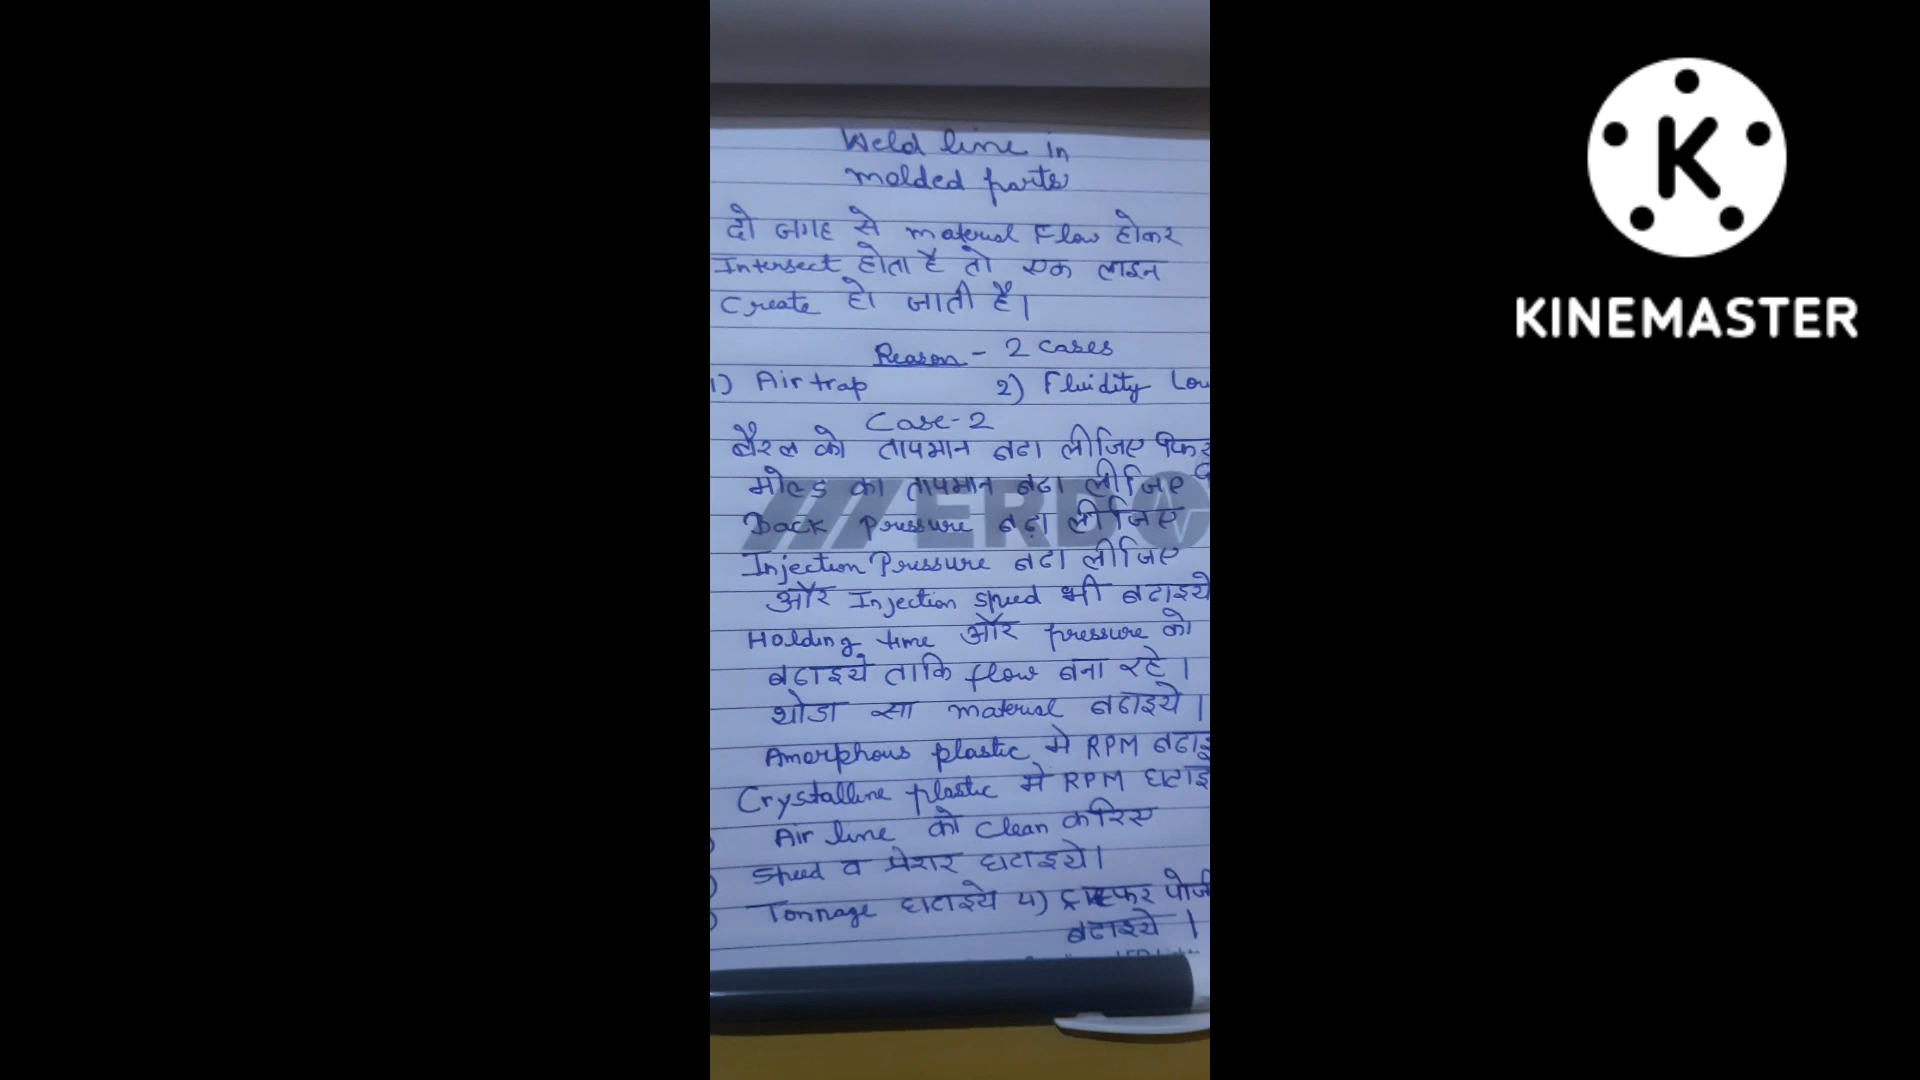 Weld line in
molded parts
दो जगह से material Flow होकर
Intersect होता है तो एक लाइन
Create हो जाती है।
Reason - 2 cases
1) Air trap 2) Fluidity Low
Case-2
बैरल को तापमान बढा लीजिए फिर
मोल्ड का तापमान बढा लीजिए
Back Pressure बढ़ा लीजिए
Injection Pressure बढा लीजिए
और Injection speed भी बढाइये
Holding time और pressure को
बढाइये ताकि flow बना रहे।
थोडा सा material बढाइये।
Amorphous plastic मे RPM बढाइ
Crystalline plastic मे RPM घटाइ
Air line को clean करिए
Speed व प्रेशर घटाइये।
Tonnage घटाइये 4)
बढाइये।
K
KINEMASTER